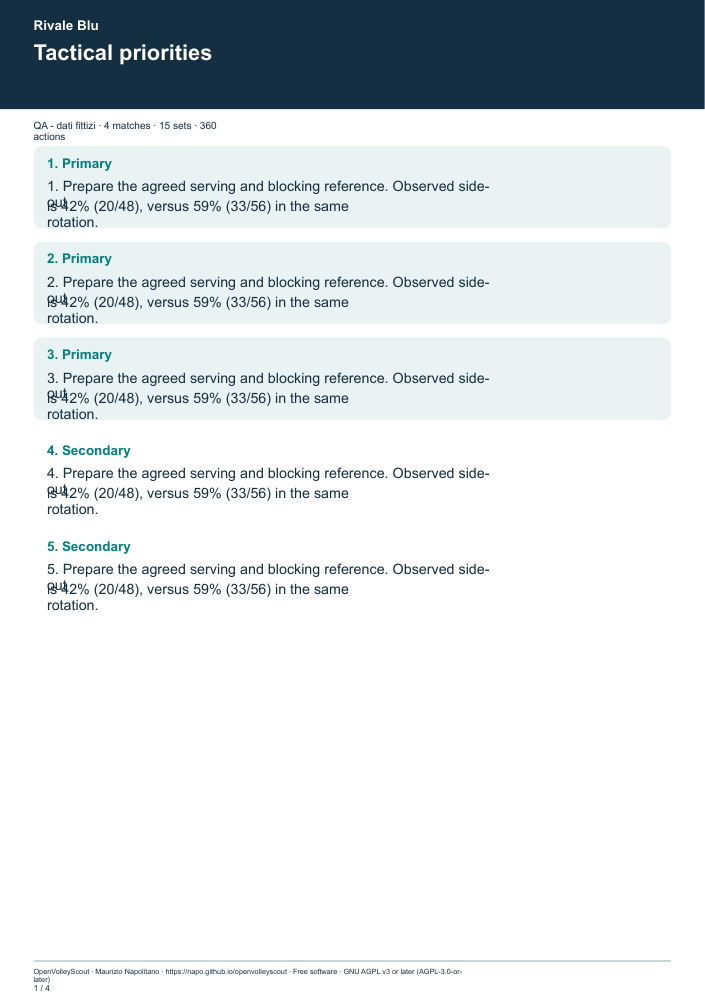 Rivale Blu
Tactical priorities
QA - dati fittizi · 4 matches · 15 sets · 360
actions
1. Primary
1. Prepare the agreed serving and blocking reference. Observed side-
out
is 42% (20/48), versus 59% (33/56) in the same
rotation.
2. Primary
2. Prepare the agreed serving and blocking reference. Observed side-
out
is 42% (20/48), versus 59% (33/56) in the same
rotation.
3. Primary
3. Prepare the agreed serving and blocking reference. Observed side-
out
is 42% (20/48), versus 59% (33/56) in the same
rotation.
4. Secondary
4. Prepare the agreed serving and blocking reference. Observed side-
out
is 42% (20/48), versus 59% (33/56) in the same
rotation.
5. Secondary
5. Prepare the agreed serving and blocking reference. Observed side-
out
is 42% (20/48), versus 59% (33/56) in the same
rotation.
OpenVolleyScout · Maurizio Napolitano · https://napo.github.io/openvolleyscout · Free software · GNU AGPL v3 or later (AGPL-3.0-or-
later)
1 / 4